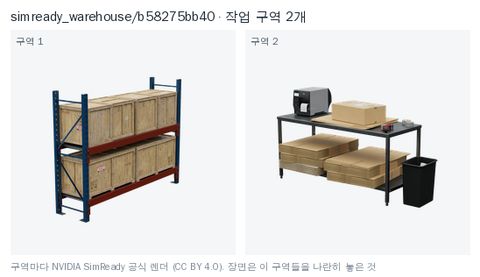 simready_warehouse/b58275bb40 · 작업 구역 2개
구역 1
구역 2
구역마다 NVIDIA SimReady 공식 렌더 (CC BY 4.0). 장면은 이 구역들을 나란히 놓은 것